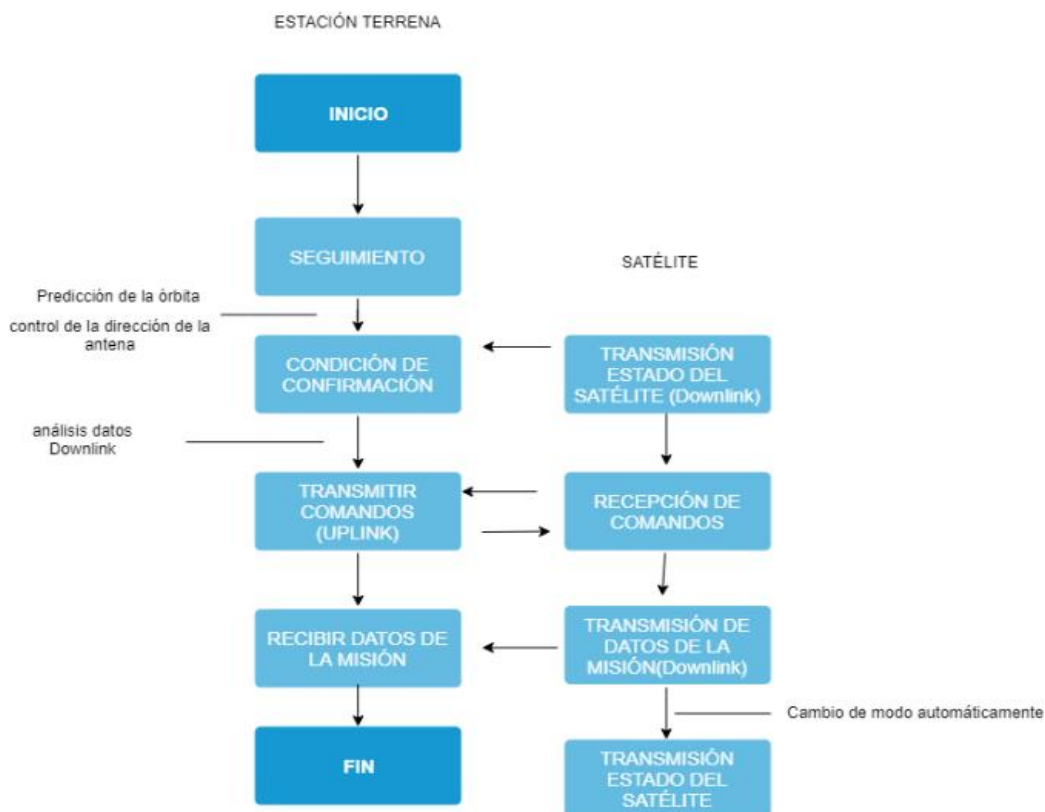 ESTACIÓN TERRENA
INICIO
SEGUIMIENTO
SATÉLITE
Predicción de la órbita
control de la dirección de la
antena
CONDICIÓN DE
CONFIRMACIÓN
TRANSMISIÓN
ESTADO DEL
SATÉLITE (Downlink)
análisis datos
Downlink
TRANSMITIR
COMANDOS
(UPLINK)
RECEPCIÓN DE
COMANDOS
RECIBIR DATOS DE
LA MISIÓN
TRANSMISIÓN DE
DATOS DE LA
MISIÓN(Downlink)
Cambio de modo automáticamente
FIN
TRANSMISIÓN
ESTADO DEL
SATÉLITE